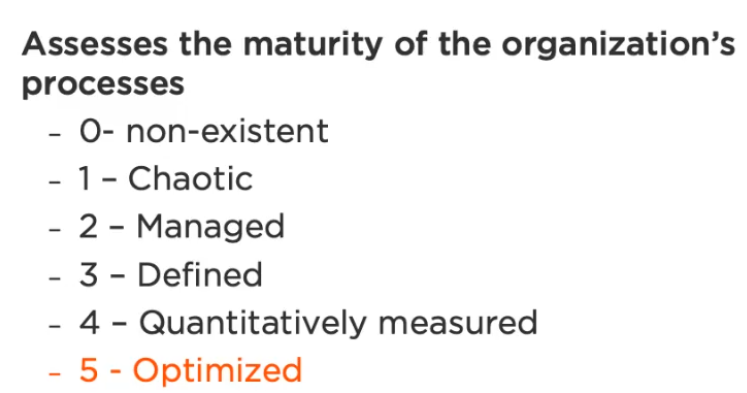 Assesses the maturity of the organization’s
processes
– 0- non-existent
– 1 – Chaotic
– 2 – Managed
– 3 – Defined
– 4 – Quantitatively measured
– 5 - Optimized